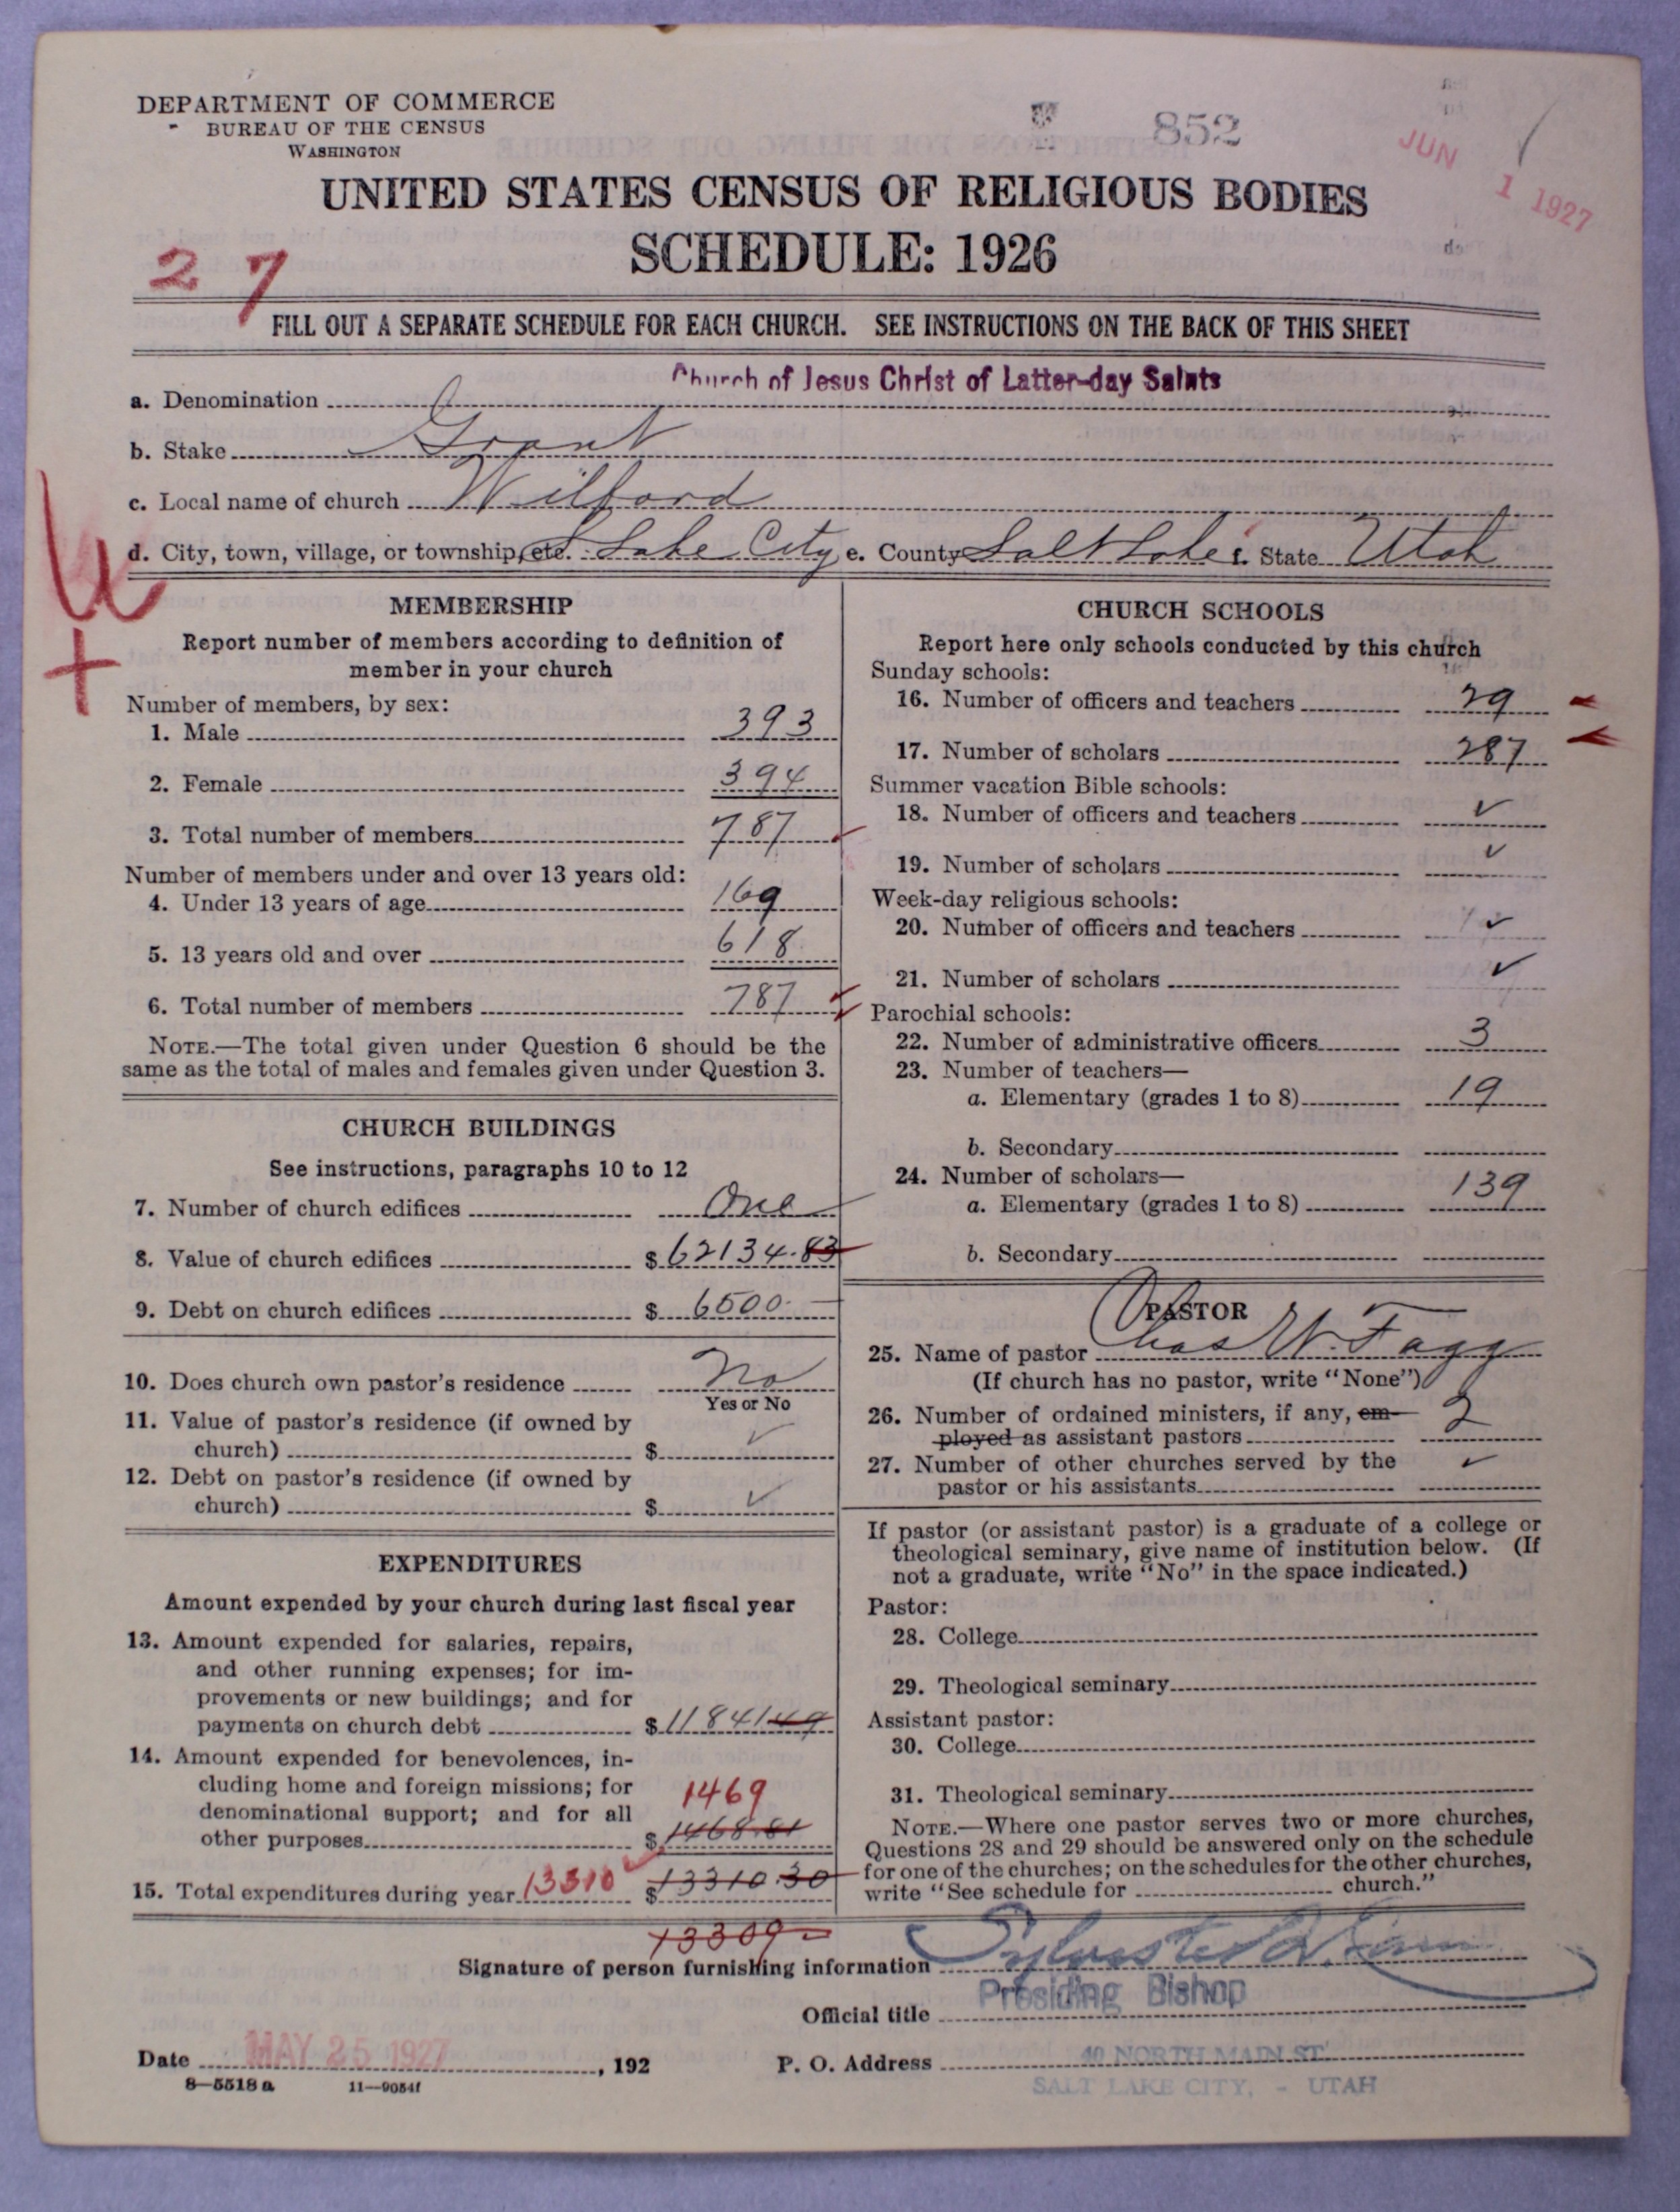 DEPARTMENT OF COMMERCE
BUREAU OF THE CENSUS
WASHINGTON
852
JUN 1 1927
UNITED STATES CENSUS OF RELIGIOUS BODIES
SCHEDULE: 1926
27
FILL OUT A SEPARATE SCHEDULE FOR EACH CHURCH. SEE INSTRUCTIONS ON THE BACK OF THIS SHEET
a. Denomination Church of Jesus Christ of Latter-day Saints
b. Stake Grant
c. Local name of church Wilford
d. City, town, village, or township, etc. S Lake City e. County Salt Lake f. State Utah
MEMBERSHIP
Report number of members according to definition of
member in your church
Number of members, by sex:
1. Male 393
2. Female 394
3. Total number of members 787
Number of members under and over 13 years old:
4. Under 13 years of age 169
5. 13 years old and over 618
6. Total number of members 787
NOTE.—The total given under Question 6 should be the
same as the total of males and females given under Question 3.
CHURCH BUILDINGS
See instructions, paragraphs 10 to 12
7. Number of church edifices One
8. Value of church edifices $ 62134.83
9. Debt on church edifices $ 6500.
10. Does church own pastor's residence No
Yes or No
11. Value of pastor's residence (if owned by
church) $ ✓
12. Debt on pastor's residence (if owned by
church) $ ✓
EXPENDITURES
Amount expended by your church during last fiscal year
13. Amount expended for salaries, repairs,
and other running expenses; for im-
provements or new buildings; and for
payments on church debt $ 11841.49
14. Amount expended for benevolences, in-
cluding home and foreign missions; for
1469
denominational support; and for all
other purposes $ 1468.81
15. Total expenditures during year 13310 $ 13310.30
13309
CHURCH SCHOOLS
Report here only schools conducted by this church
Sunday schools:
16. Number of officers and teachers 29
17. Number of scholars 287
Summer vacation Bible schools:
18. Number of officers and teachers ✓
19. Number of scholars ✓
Week-day religious schools:
20. Number of officers and teachers ✓
21. Number of scholars ✓
Parochial schools:
22. Number of administrative officers 3
23. Number of teachers—
a. Elementary (grades 1 to 8) 19
b. Secondary
24. Number of scholars—
a. Elementary (grades 1 to 8) 139
b. Secondary
PASTOR
25. Name of pastor Chas W. Fagg
(If church has no pastor, write "None")
26. Number of ordained ministers, if any, em-
ployed as assistant pastors 2
27. Number of other churches served by the
pastor or his assistants ✓
If pastor (or assistant pastor) is a graduate of a college or
theological seminary, give name of institution below. (If
not a graduate, write "No" in the space indicated.)
Pastor:
28. College
29. Theological seminary
Assistant pastor:
30. College
31. Theological seminary
NOTE.—Where one pastor serves two or more churches,
Questions 28 and 29 should be answered only on the schedule
for one of the churches; on the schedules for the other churches,
write "See schedule for church."
Signature of person furnishing information Sylvester Q. Cannon
Official title Presiding Bishop
Date MAY 25 1927, 192 P. O. Address 40 NORTH MAIN ST
SALT LAKE CITY, - UTAH
8—5518a 11—9054f